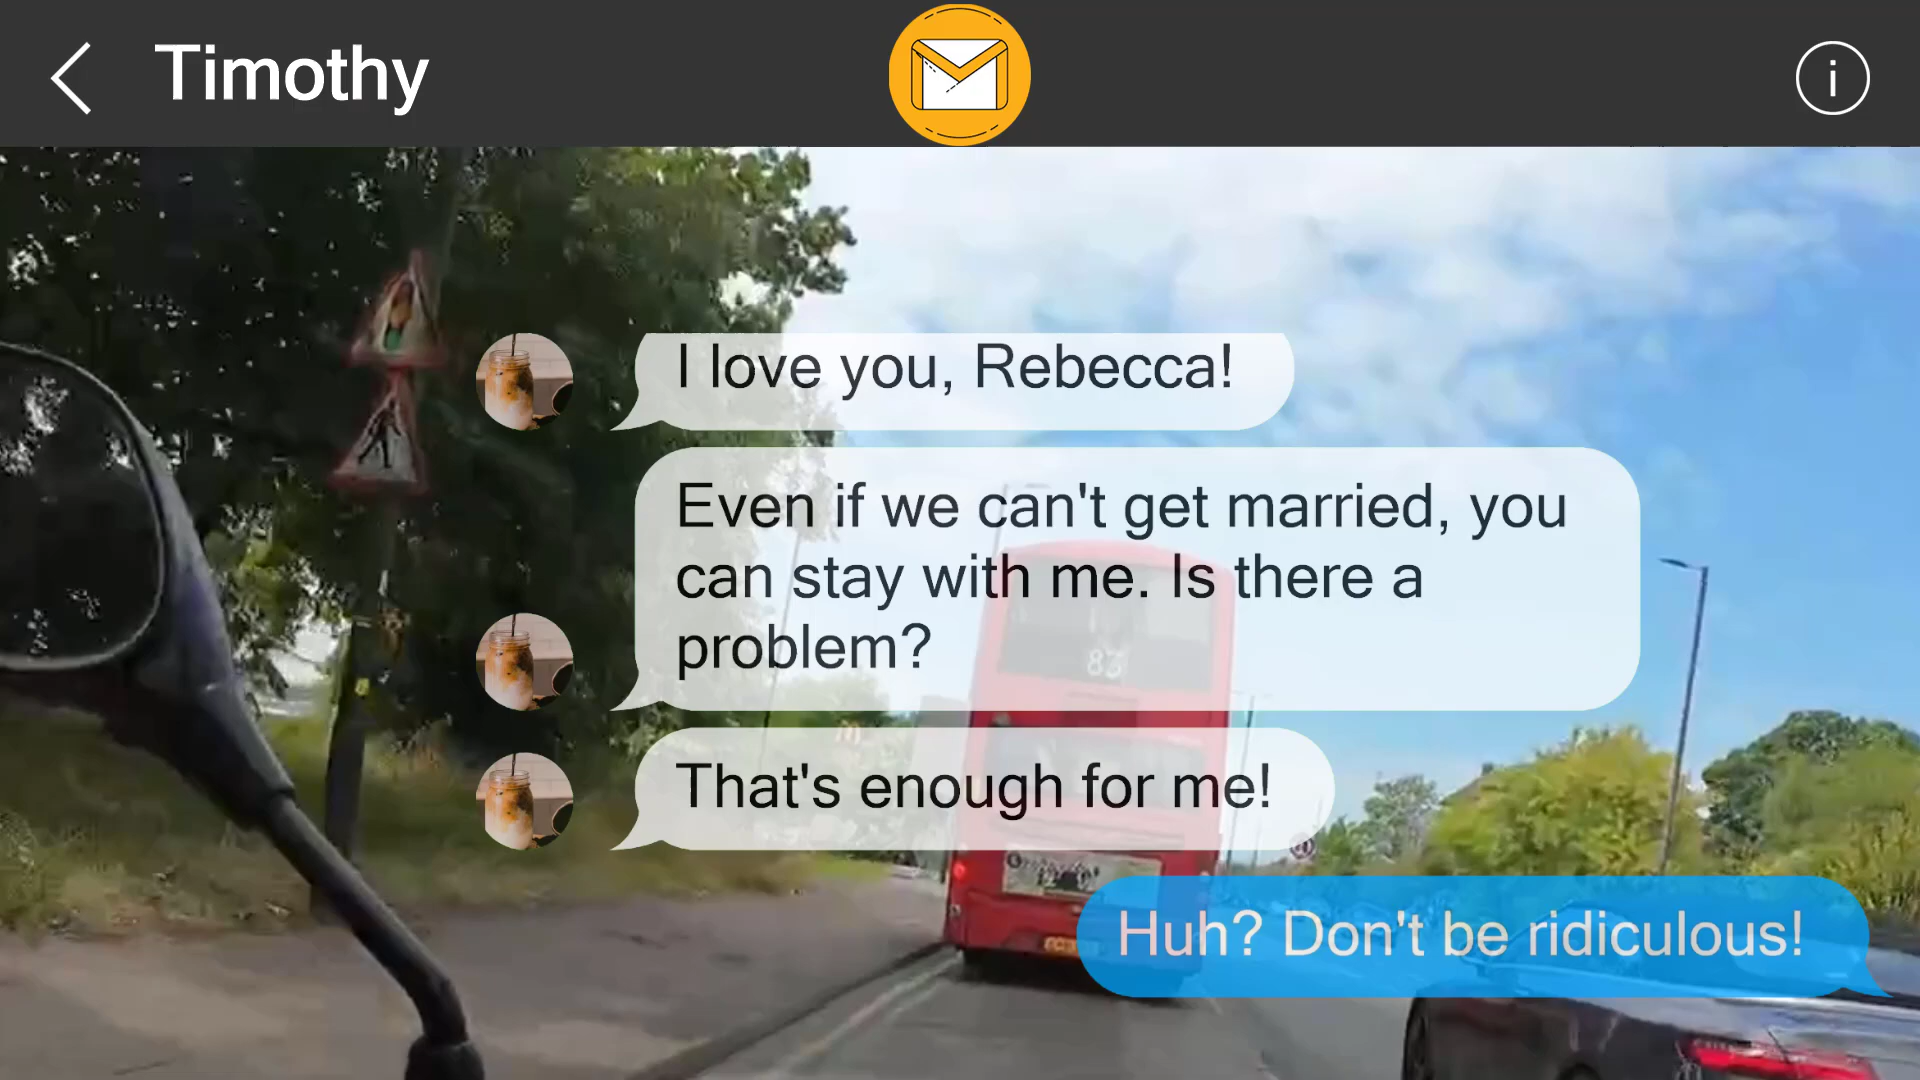 Timothy
i
I love you, Rebecca!
Even if we can't get married, you
can stay with me. Is there a
problem?
83
That's enough for me!
Huh? Don't be ridiculous!